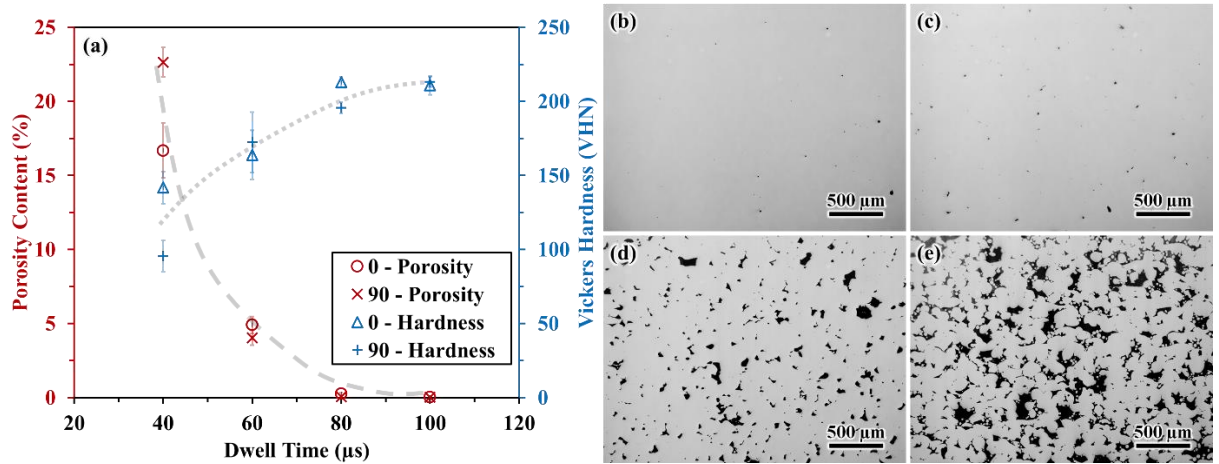 (a)
25
20
15
10
5
0
Porosity Content (%)
250
200
150
100
50
0
Vickers Hardness (VHN)
0 - Porosity
90 - Porosity
0 - Hardness
90 - Hardness
20 40 60 80 100 120
Dwell Time (µs)
(b)
500 µm
(c)
500 µm
(d)
500 µm
(e)
500 µm